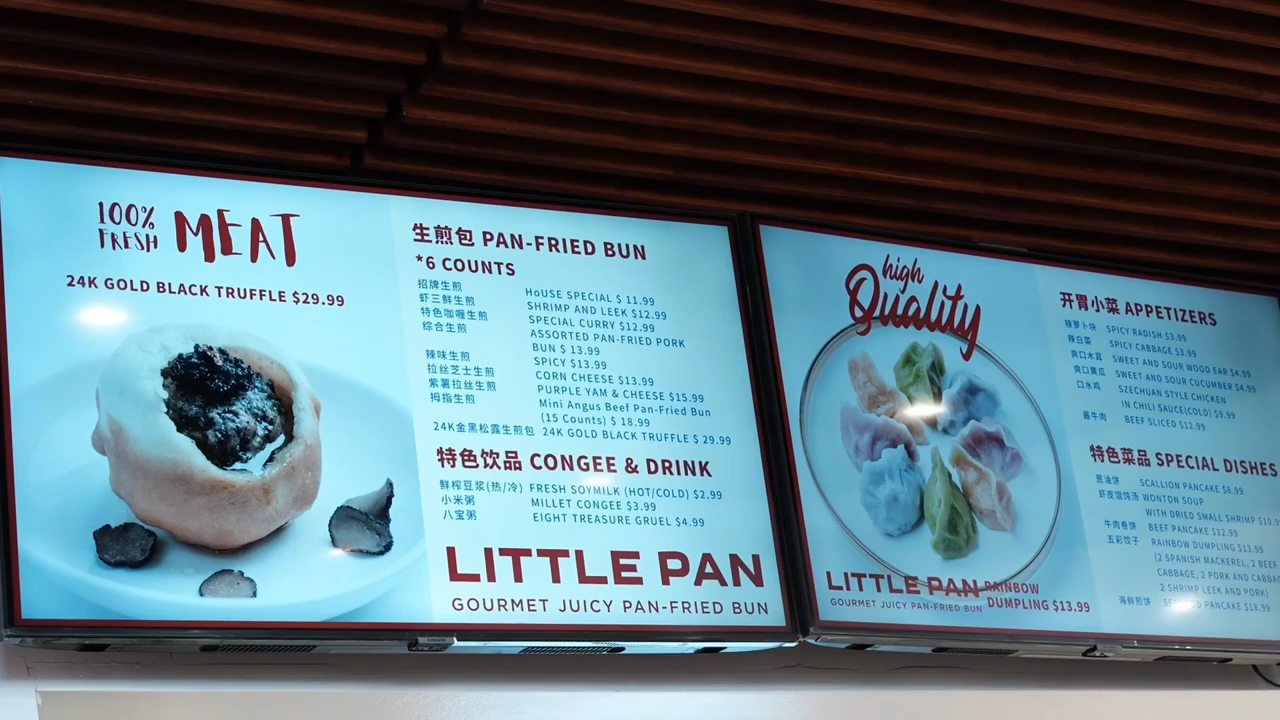 100%
FRESH MEAT
24K GOLD BLACK TRUFFLE $29.99
生煎包 PAN-FRIED BUN
*6 COUNTS
招牌生煎 HoUSE SPECIAL $ 11.99
虾三鲜生煎 SHRIMP AND LEEK $12.99
特色咖喱生煎 SPECIAL CURRY $12.99
综合生煎 ASSORTED PAN-FRIED PORK
BUN $ 13.99
辣味生煎 SPICY $13.99
拉丝芝士生煎 CORN CHEESE $13.99
紫薯拉丝生煎 PURPLE YAM & CHEESE $15.99
拇指生煎 Mini Angus Beef Pan-Fried Bun
(15 Counts) $ 18.99
24K金黑松露生煎包 24K GOLD BLACK TRUFFLE $ 29.99
特色饮品 CONGEE & DRINK
鲜榨豆浆(热/冷) FRESH SOYMILK (HOT/COLD) $2.99
小米粥 MILLET CONGEE $3.99
八宝粥 EIGHT TREASURE GRUEL $4.99
LITTLE PAN
GOURMET JUICY PAN-FRIED BUN
high
Quality
LITTLE PAN
GOURMET JUICY PAN-FRIED BUN
RAINBOW
DUMPLING $13.99
开胃小菜 APPETIZERS
辣萝卜块 SPICY RADISH $3.99
辣白菜 SPICY CABBAGE $3.99
爽口木耳 SWEET AND SOUR WOOD EAR $4.99
爽口黄瓜 SWEET AND SOUR CUCUMBER $4.99
口水鸡 SZECHUAN STYLE CHICKEN
IN CHILI SAUCE(COLD) $9.99
酱牛肉 BEEF SLICED $12.99
特色菜品 SPECIAL DISHES
葱油饼 SCALLION PANCAKE $8.99
虾皮馄饨汤 WONTON SOUP
WITH DRIED SMALL SHRIMP
牛肉卷饼 BEEF PANCAKE $12.99
五彩饺子 RAINBOW DUMPLING $13.99
(2 SPANISH MACKEREL, 2 BEEF
CABBAGE, 2 PORK AND
2 SHRIMP LEEK AND PORK)
海鲜煎饼 PANCAKE $18.99